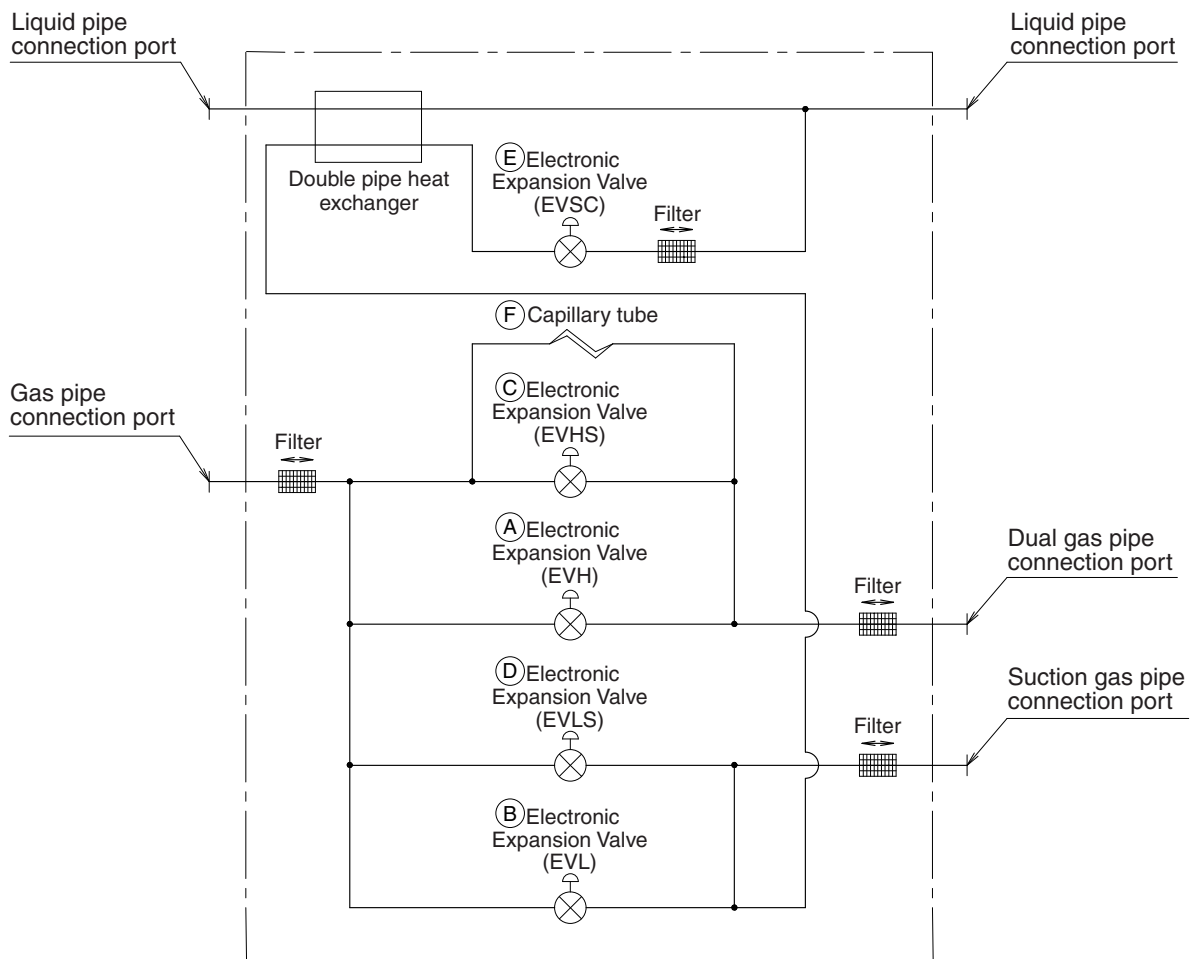 Liquid pipe
connection port
Liquid pipe
connection port
E Electronic
Expansion Valve
(EVSC)
Double pipe heat
exchanger
Filter
F Capillary tube
C Electronic
Expansion Valve
(EVHS)
Gas pipe
connection port
Filter
A Electronic
Expansion Valve
(EVH)
Dual gas pipe
connection port
Filter
D Electronic
Expansion Valve
(EVLS)
Suction gas pipe
connection port
Filter
B Electronic
Expansion Valve
(EVL)